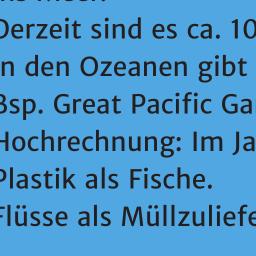 Derzeit sind es ca. 10
in den Ozeanen gibt
Bsp. Great Pacific Ga
Hochrechnung: Im Ja
Plastik als Fische.
Flüsse als Müllzuliefe